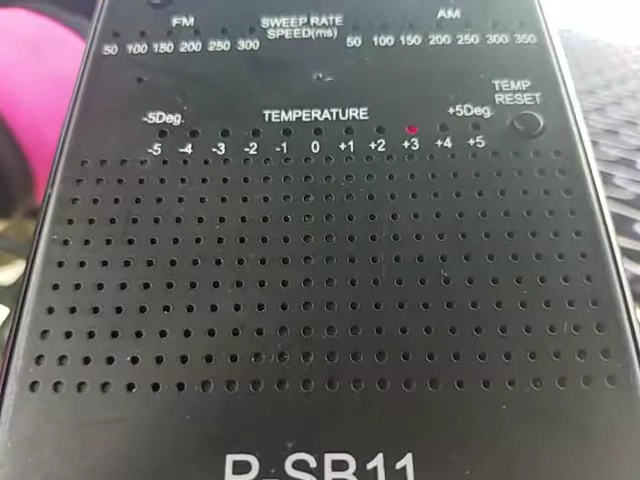 FM SWEEP RATE AM
SPEED(ms)
50 100 150 200 250 300 50 100 150 200 250 300 350
TEMP
RESET
-5Deg. TEMPERATURE +5Deg.
-5 -4 -3 -2 -1 0 +1 +2 +3 +4 +5
P-SB11